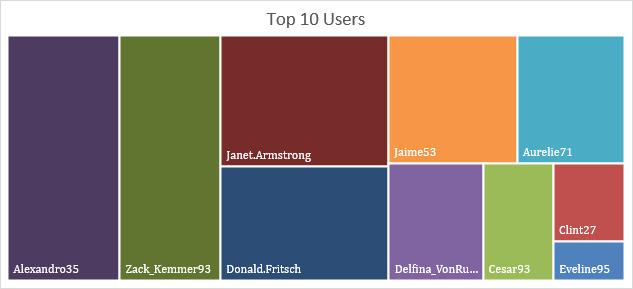 Top 10 Users
Alexandro35
Zack_Kemmer93
Janet.Armstrong
Donald.Fritsch
Jaime53
Aurelie71
Delfina_VonRu...
Cesar93
Clint27
Eveline95